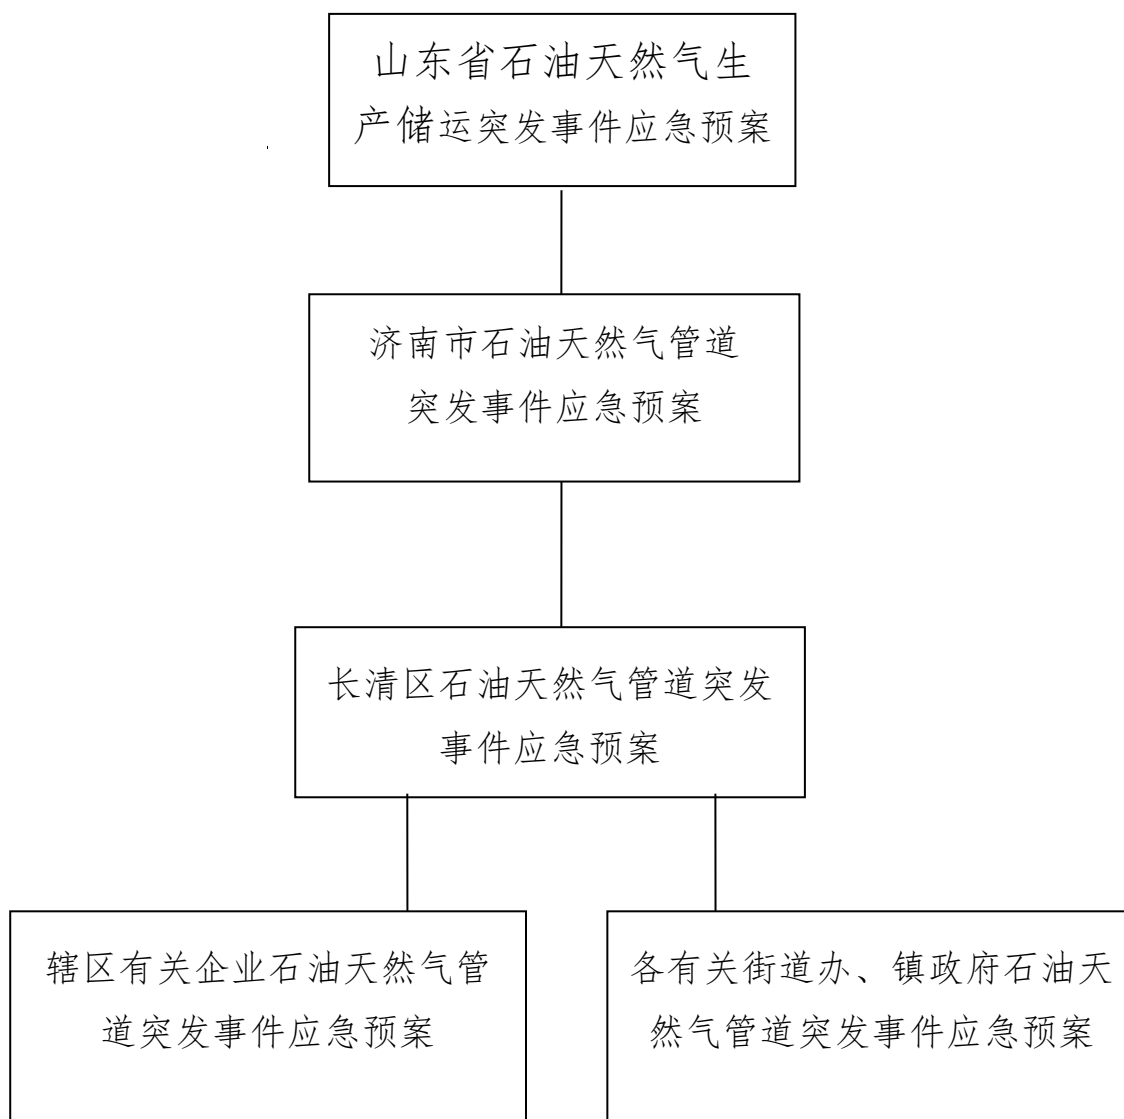 山东省石油天然气生
产储运突发事件应急预案
济南市石油天然气管道
突发事件应急预案
长清区石油天然气管道突发
事件应急预案
辖区有关企业石油天然气管
道突发事件应急预案
各有关街道办、镇政府石油天
然气管道突发事件应急预案